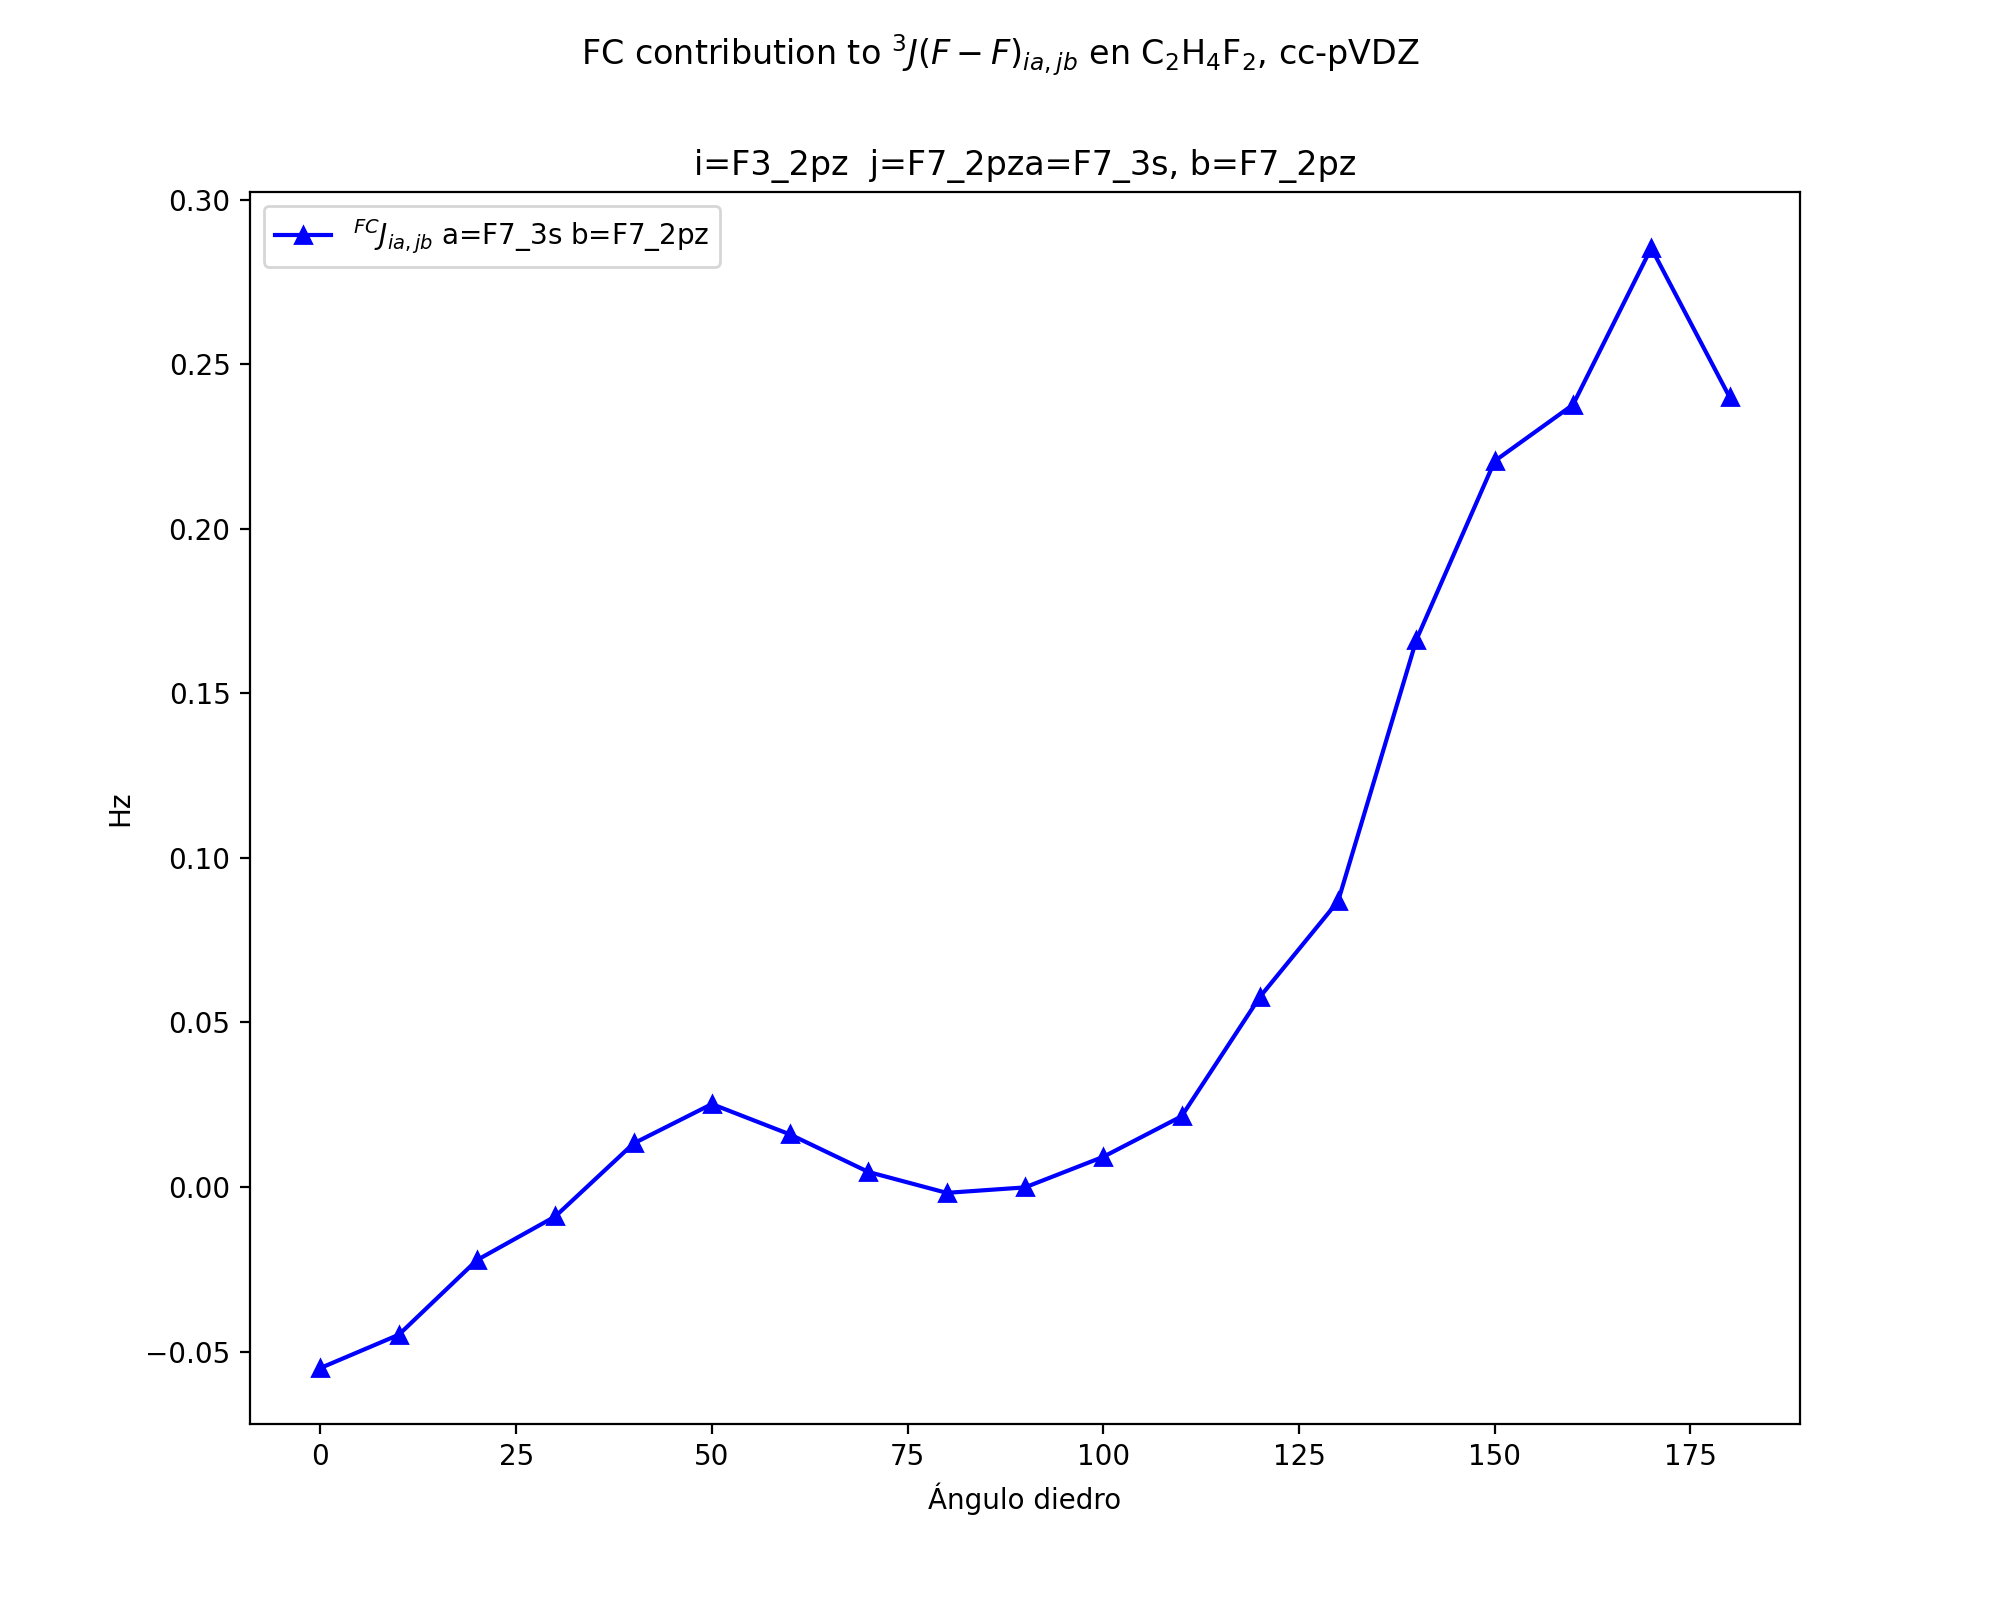 FC contribution to ³J(F − F)ia, jb en C₂H₄F₂, cc-pVDZ
i=F3_2pz  j=F7_2pza=F7_3s, b=F7_2pz
FCJia, jb a=F7_3s b=F7_2pz
0.30
0.25
0.20
0.15
0.10
0.05
0.00
−0.05
Hz
0 25 50 75 100 125 150 175
Ángulo diedro